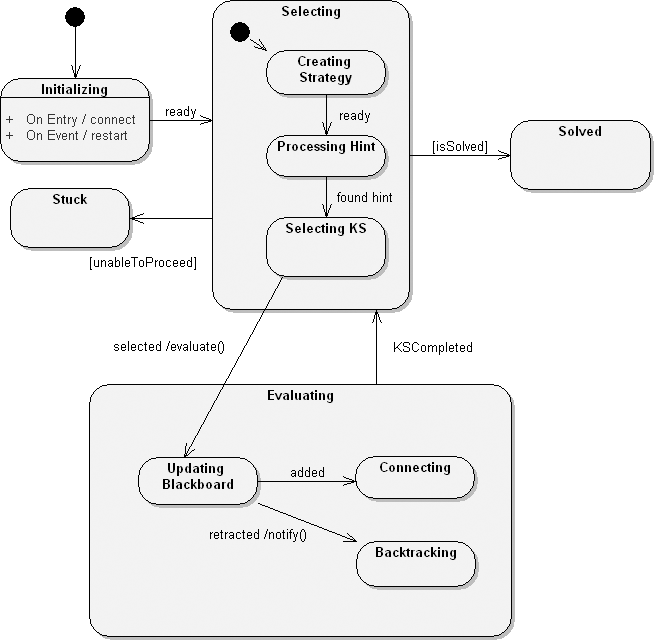 Selecting
Initializing
+ On Entry / connect
+ On Event / restart
ready
Creating
Strategy
ready
Processing Hint
found hint
Selecting KS
[isSolved]
Solved
Stuck
[unableToProceed]
selected /evaluate()
KSCompleted
Evaluating
Updating
Blackboard
added
Connecting
retracted /notify()
Backtracking